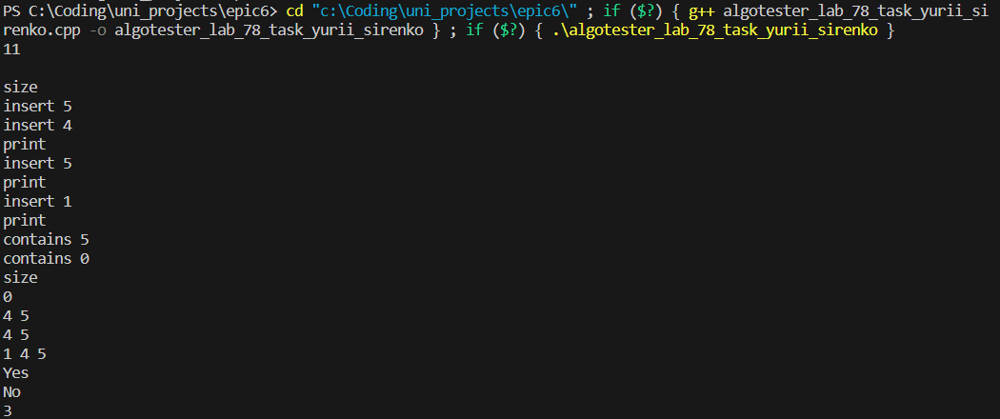 PS C:\Coding\uni_projects\epic6> cd "c:\Coding\uni_projects\epic6\" ; if ($?) { g++ algotester_lab_78_task_yurii_si
renko.cpp -o algotester_lab_78_task_yurii_sirenko } ; if ($?) { .\algotester_lab_78_task_yurii_sirenko }
11
size
insert 5
insert 4
print
insert 5
print
insert 1
print
contains 5
contains 0
size
0
4 5
4 5
1 4 5
Yes
No
3